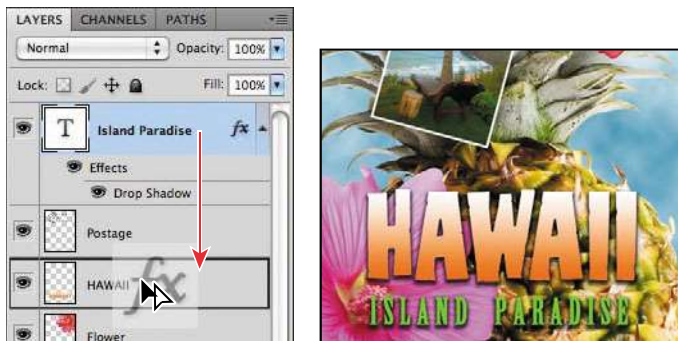 LAYERS CHANNELS PATHS
Normal Opacity: 100%
Lock: Fill: 100%
T Island Paradise fx
Effects
Drop Shadow
Postage
HAWAII fx
Flower
HAWAII
ISLAND PARADISE